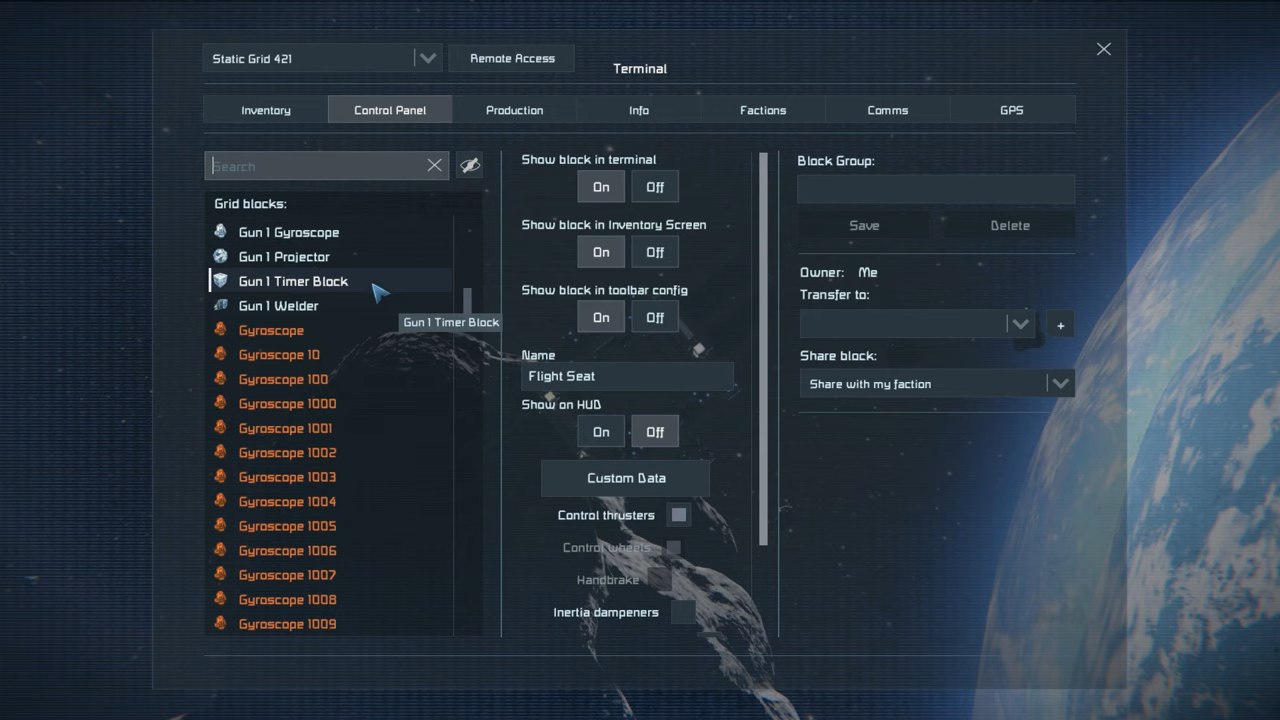 Static Grid 421
Remote Access
Terminal
Inventory
Control Panel
Production
Info
Factions
Comms
GPS
Search
Grid blocks:
Gun 1 Gyroscope
Gun 1 Projector
Gun 1 Timer Block
Gun 1 Welder
Gun 1 Timer Block
Gyroscope
Gyroscope 10
Gyroscope 100
Gyroscope 1000
Gyroscope 1001
Gyroscope 1002
Gyroscope 1003
Gyroscope 1004
Gyroscope 1005
Gyroscope 1006
Gyroscope 1007
Gyroscope 1008
Gyroscope 1009
Show block in terminal
On Off
Show block in Inventory Screen
On Off
Show block in toolbar config
On Off
Name
Flight Seat
Show on HUD
On Off
Custom Data
Control thrusters
Control wheels
Handbrake
Inertia dampeners
Block Group:
Save Delete
Owner: Me
Transfer to:
+
Share block:
Share with my faction